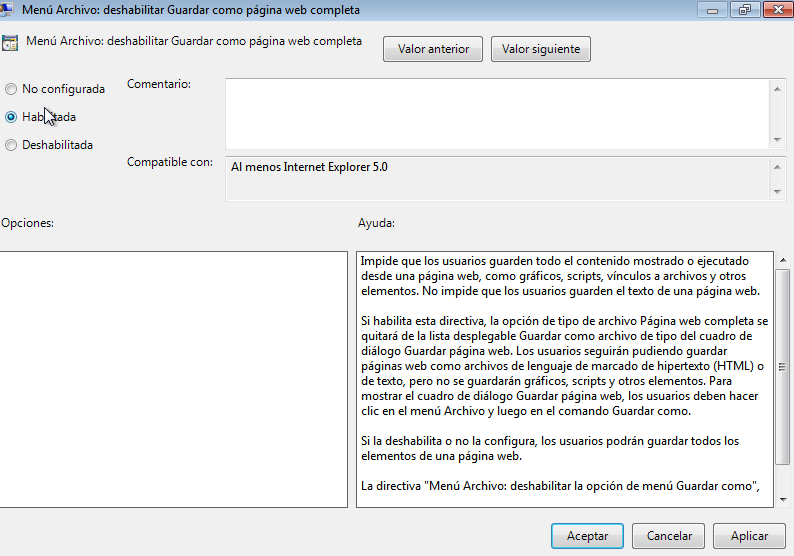 Menú Archivo: deshabilitar Guardar como página web completa
Menú Archivo: deshabilitar Guardar como página web completa
Valor anterior
Valor siguiente
No configurada
Habilitada
Deshabilitada
Comentario:
Compatible con:
Al menos Internet Explorer 5.0
Opciones:
Ayuda:
Impide que los usuarios guarden todo el contenido mostrado o ejecutado
desde una página web, como gráficos, scripts, vínculos a archivos y otros
elementos. No impide que los usuarios guarden el texto de una página web.
Si habilita esta directiva, la opción de tipo de archivo Página web completa se
quitará de la lista desplegable Guardar como archivo de tipo del cuadro de
diálogo Guardar página web. Los usuarios seguirán pudiendo guardar
páginas web como archivos de lenguaje de marcado de hipertexto (HTML) o
de texto, pero no se guardarán gráficos, scripts y otros elementos. Para
mostrar el cuadro de diálogo Guardar página web, los usuarios deben hacer
clic en el menú Archivo y luego en el comando Guardar como.
Si la deshabilita o no la configura, los usuarios podrán guardar todos los
elementos de una página web.
La directiva "Menú Archivo: deshabilitar la opción de menú Guardar como",
Aceptar
Cancelar
Aplicar